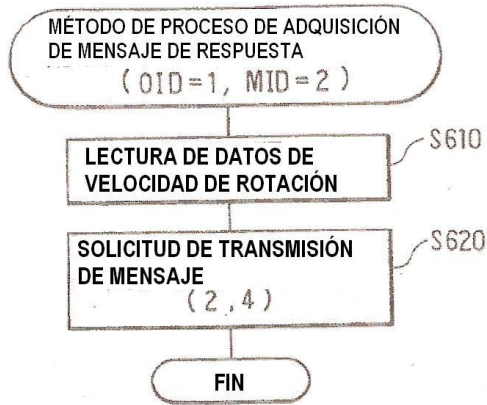 MÉTODO DE PROCESO DE ADQUISICIÓN
DE MENSAJE DE RESPUESTA
(OID=1, MID=2)
S610
LECTURA DE DATOS DE
VELOCIDAD DE ROTACIÓN
S620
SOLICITUD DE TRANSMISIÓN
DE MENSAJE
(2,4)
FIN